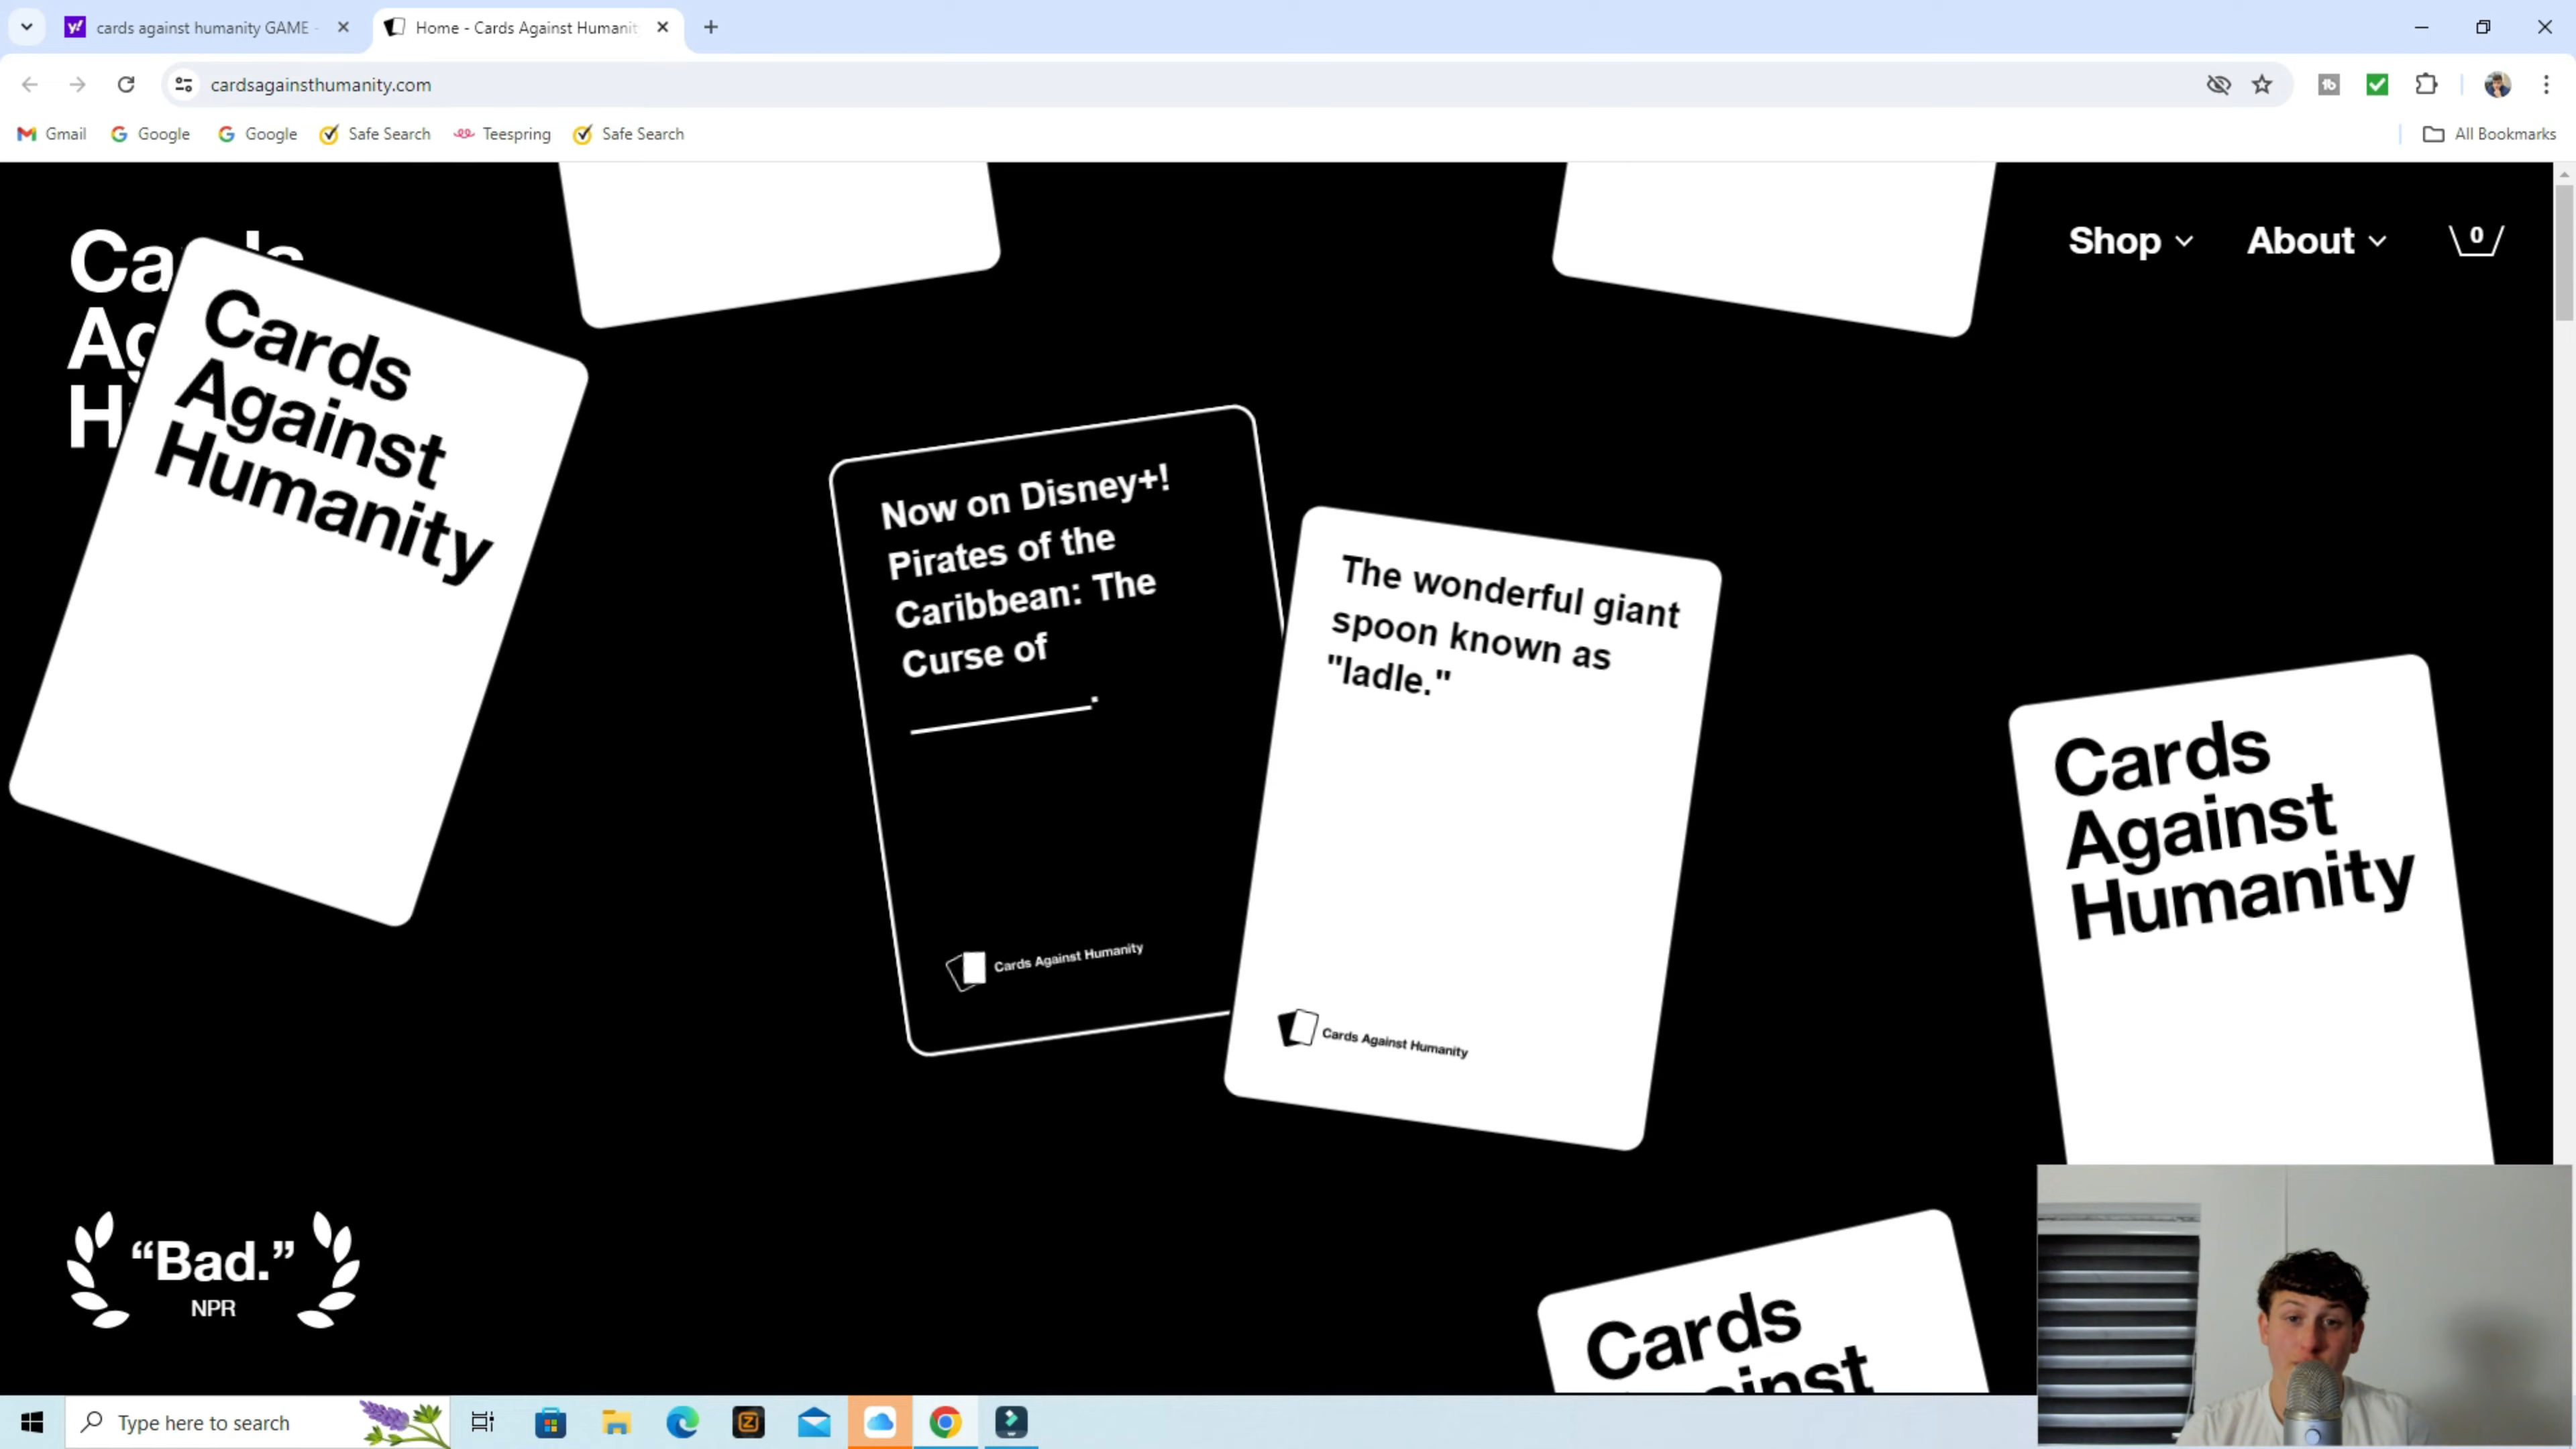 cards against humanity GAME -
Home - Cards Against Humanit
cardsagainsthumanity.com
Gmail
Google
Google
Safe Search
Teespring
Safe Search
All Bookmarks
Shop
About
0
Cards
Against
Humanity
Now on Disney+!
Pirates of the
Caribbean: The
Curse of
__________.
Cards Against Humanity
The wonderful giant
spoon known as
"ladle."
Cards Against Humanity
Cards
Against
Humanity
“Bad.”
NPR
Cards
Type here to search